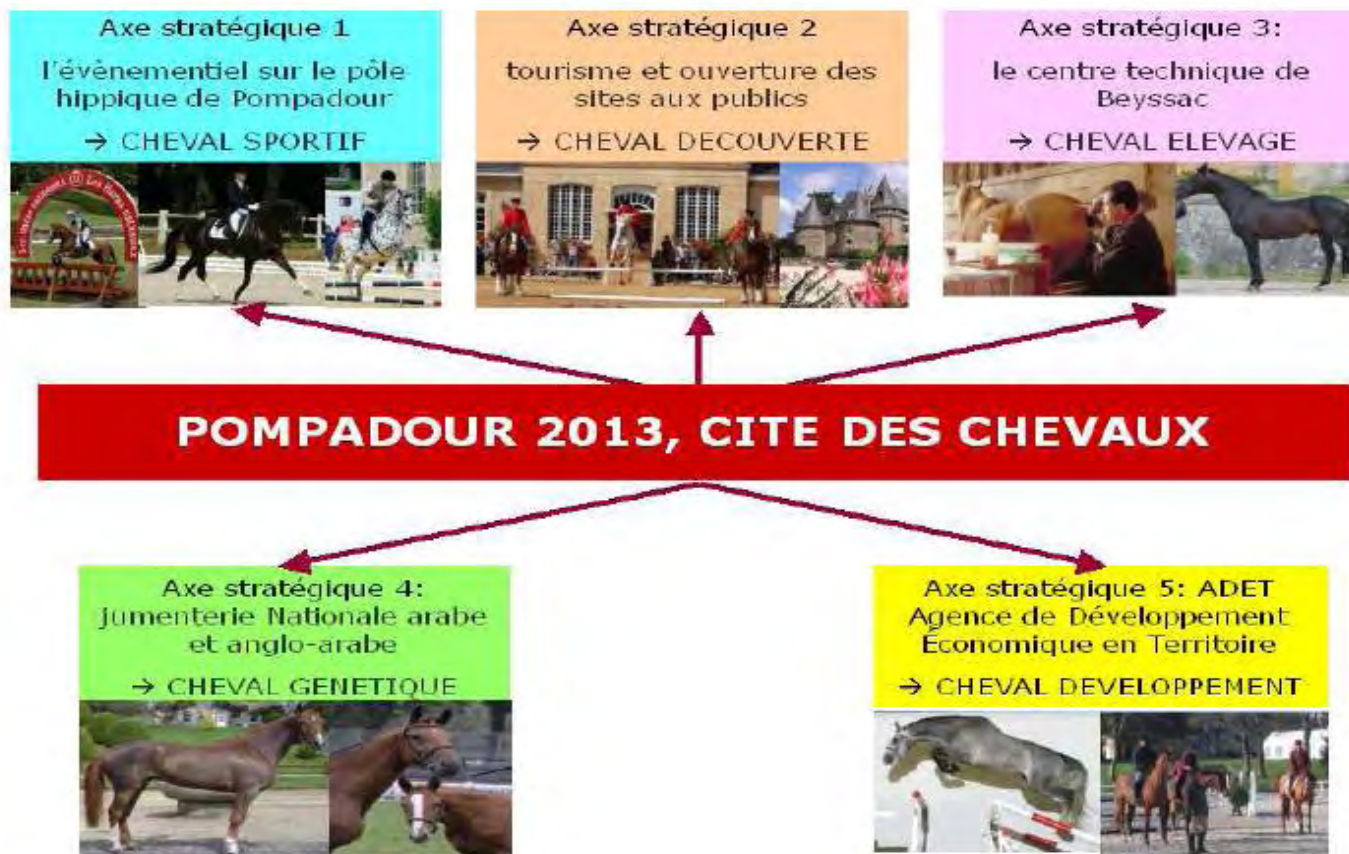 Axe stratégique 1
l'évènementiel sur le pôle
hippique de Pompadour
→ CHEVAL SPORTIF
Axe stratégique 2
tourisme et ouverture des
sites aux publics
→ CHEVAL DECOUVERTE
Axe stratégique 3:
le centre technique de
Beyssac
→ CHEVAL ELEVAGE
POMPADOUR 2013, CITE DES CHEVAUX
Axe stratégique 4:
jumenterie Nationale arabe
et anglo-arabe
→ CHEVAL GENETIQUE
Axe stratégique 5: ADET
Agence de Développement
Économique en Territoire
→ CHEVAL DEVELOPPEMENT